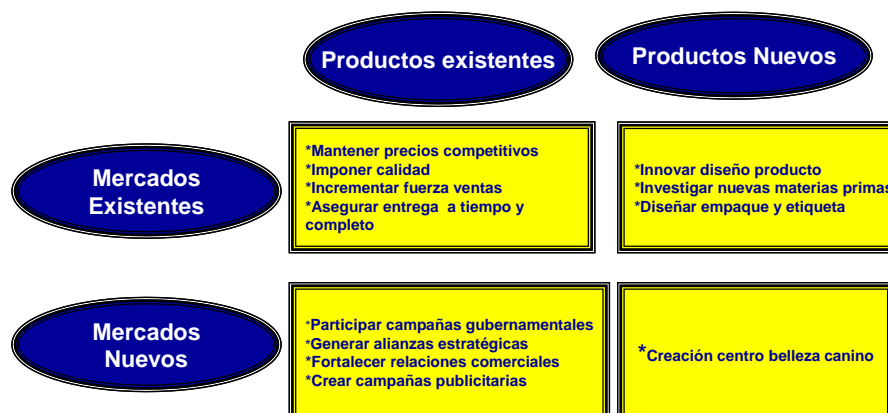 Productos existentes
Productos Nuevos
Mercados
Existentes
*Mantener precios competitivos
*Imponer calidad
*Incrementar fuerza ventas
*Asegurar entrega a tiempo y
completo
*Innovar diseño producto
*Investigar nuevas materias primas
*Diseñar empaque y etiqueta
Mercados
Nuevos
*Participar campañas gubernamentales
*Generar alianzas estratégicas
*Fortalecer relaciones comerciales
*Crear campañas publicitarias
*Creación centro belleza canino